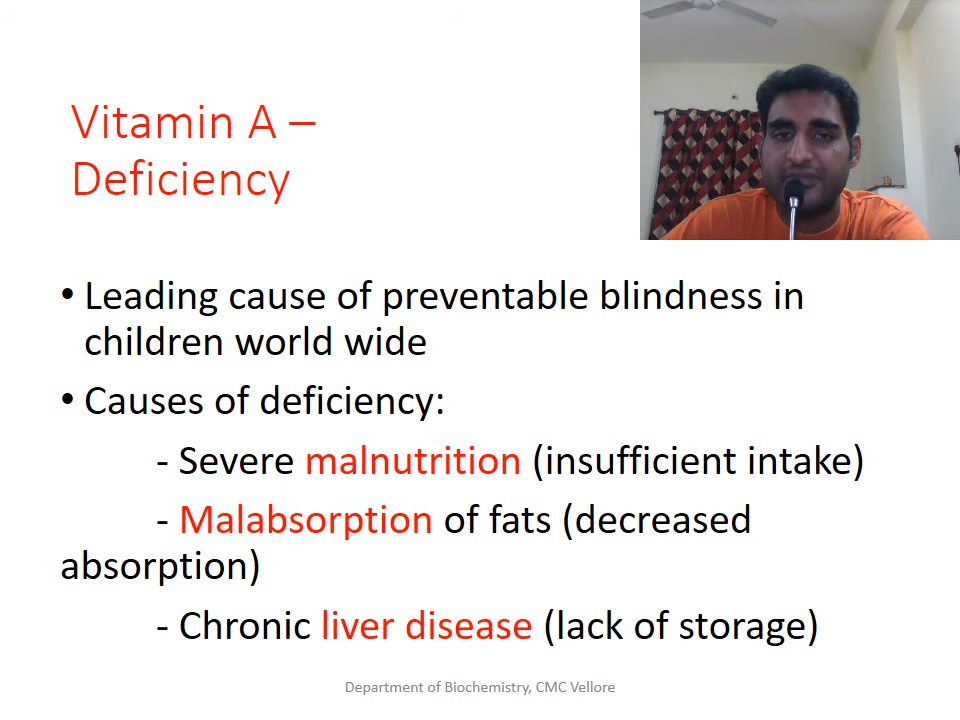 Vitamin A –
Deficiency
• Leading cause of preventable blindness in
children world wide
• Causes of deficiency:
- Severe malnutrition (insufficient intake)
- Malabsorption of fats (decreased
absorption)
- Chronic liver disease (lack of storage)
Department of Biochemistry, CMC Vellore